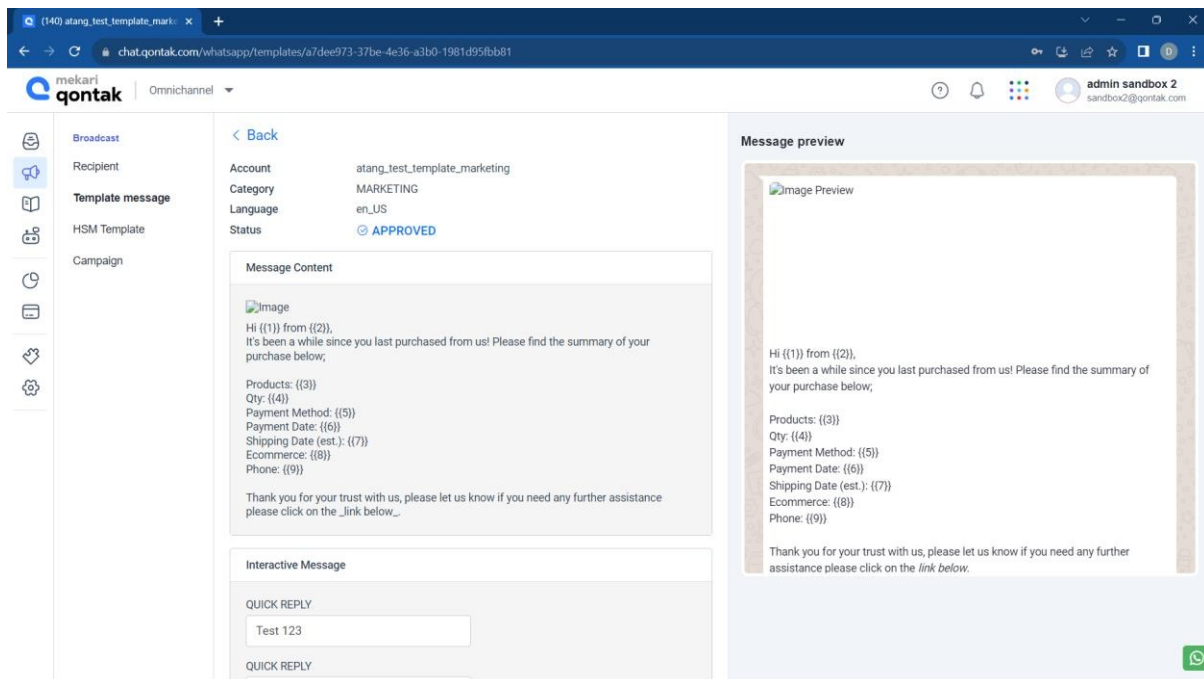 (140) atang_test_template_marke
chat.qontak.com/whatsapp/templates/a7dee973-37be-4e36-a3b0-1981d95fbb81
D
mekari
qontak
Omnichannel
admin sandbox 2
sandbox2@qontak.com
Broadcast
Recipient
Template message
HSM Template
Campaign
< Back
Account atang_test_template_marketing
Category MARKETING
Language en_US
Status APPROVED
Message Content
Image
Hi {{1}} from {{2}},
It's been a while since you last purchased from us! Please find the summary of your
purchase below;
Products: {{3}}
Qty: {{4}}
Payment Method: {{5}}
Payment Date: {{6}}
Shipping Date (est.): {{7}}
Ecommerce: {{8}}
Phone: {{9}}
Thank you for your trust with us, please let us know if you need any further assistance
please click on the _link below_.
Interactive Message
QUICK REPLY
Test 123
QUICK REPLY
Message preview
Image Preview
Hi {{1}} from {{2}},
It's been a while since you last purchased from us! Please find the summary of
your purchase below;
Products: {{3}}
Qty: {{4}}
Payment Method: {{5}}
Payment Date: {{6}}
Shipping Date (est.): {{7}}
Ecommerce: {{8}}
Phone: {{9}}
Thank you for your trust with us, please let us know if you need any further
assistance please click on the link below.